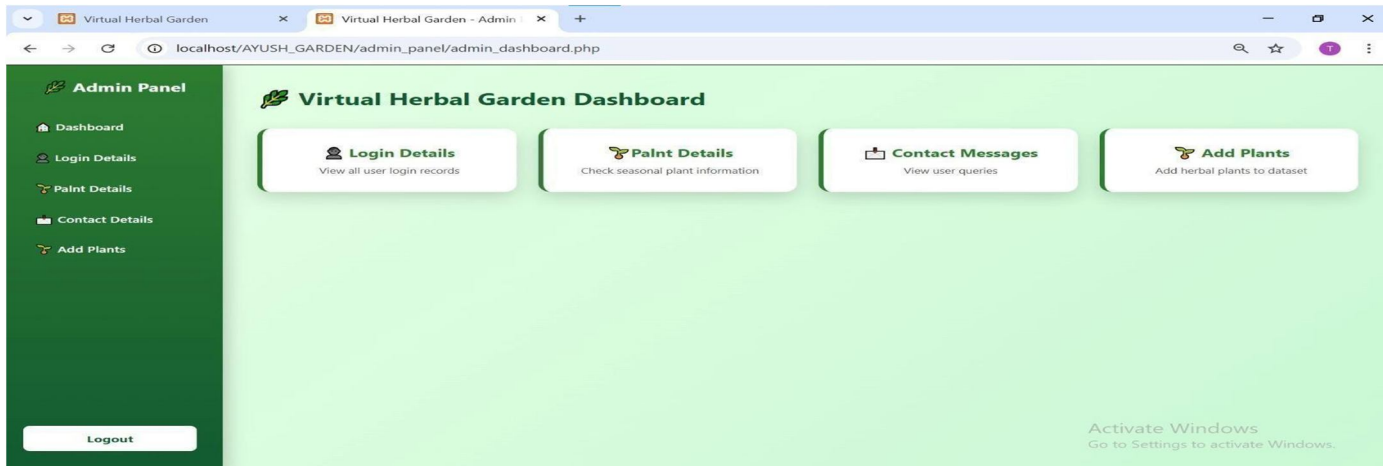 Virtual Herbal Garden
Virtual Herbal Garden - Admin
localhost/AYUSH_GARDEN/admin_panel/admin_dashboard.php
T
Admin Panel
Dashboard
Login Details
Palnt Details
Contact Details
Add Plants
Logout
Virtual Herbal Garden Dashboard
Login Details
View all user login records
Palnt Details
Check seasonal plant information
Contact Messages
View user queries
Add Plants
Add herbal plants to dataset
Activate Windows
Go to Settings to activate Windows.